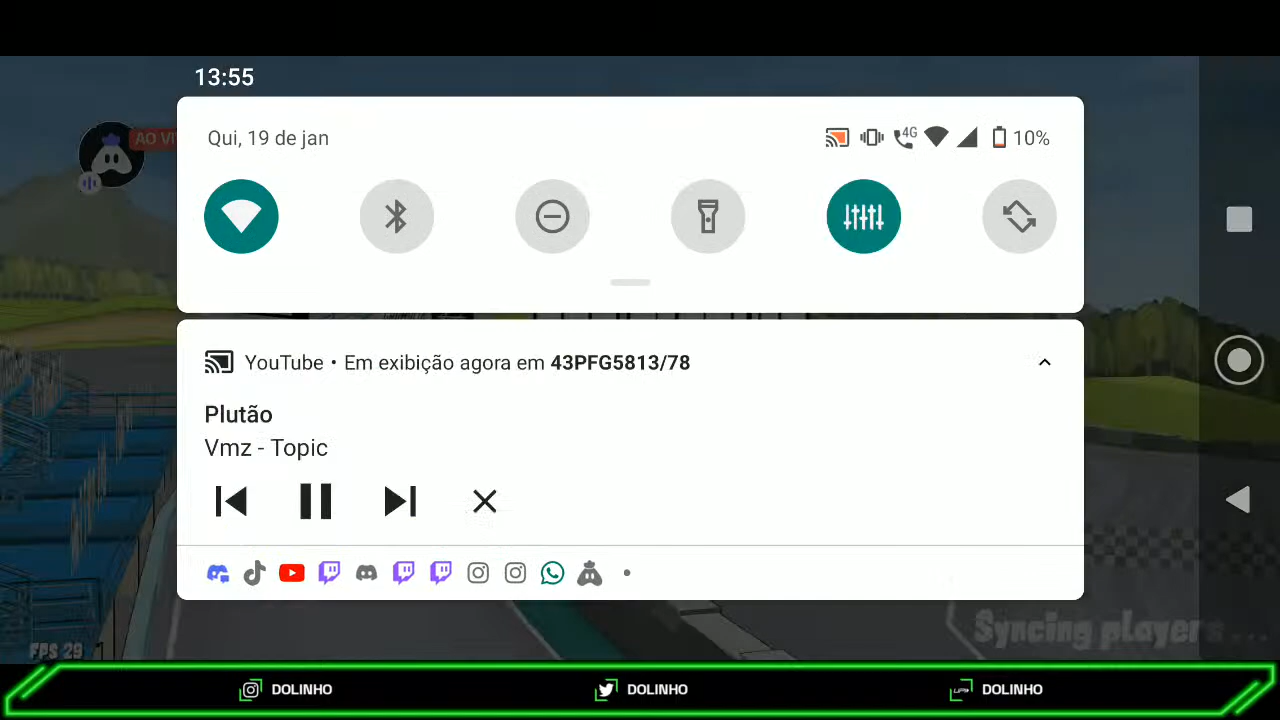 13:55
AO VI
Qui, 19 de jan
4G
10%
YouTube • Em exibição agora em 43PFG5813/78
Plutão
Vmz - Topic
Syncing players...
FPS 29
DOLINHO
DOLINHO
DOLINHO